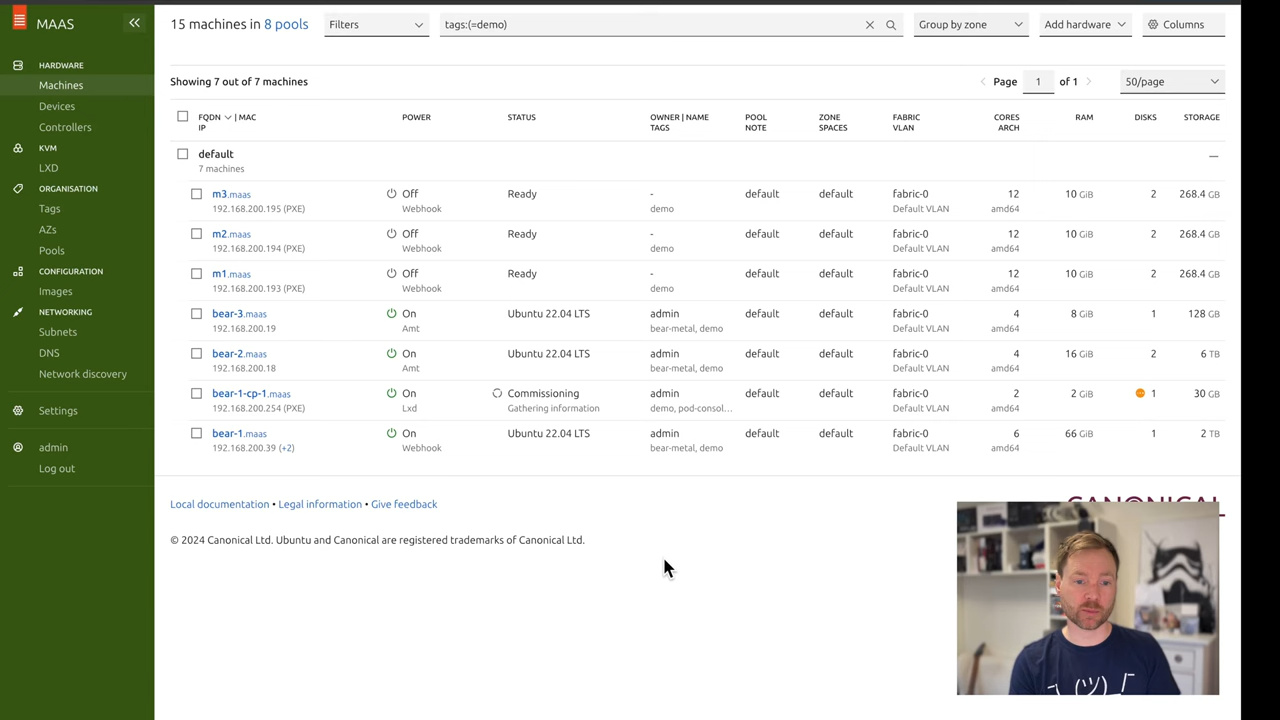 MAAS
15 machines in 8 pools
Filters
tags:(=demo)
Group by zone
Add hardware
Columns
HARDWARE
Machines
Devices
Controllers
KVM
LXD
ORGANISATION
Tags
AZs
Pools
CONFIGURATION
Images
NETWORKING
Subnets
DNS
Network discovery
Settings
admin
Log out
Showing 7 out of 7 machines
Page 1 of 1
50/page
FQDN | MAC POWER STATUS OWNER | NAME POOL ZONE FABRIC CORES RAM DISKS STORAGE
IP TAGS NOTE SPACES VLAN ARCH
default
7 machines
m3.maas Off Ready - default default fabric-0 12 10 GiB 2 268.4 GB
192.168.200.195 (PXE) Webhook demo Default VLAN amd64
m2.maas Off Ready - default default fabric-0 12 10 GiB 2 268.4 GB
192.168.200.194 (PXE) Webhook demo Default VLAN amd64
m1.maas Off Ready - default default fabric-0 12 10 GiB 2 268.4 GB
192.168.200.193 (PXE) Webhook demo Default VLAN amd64
bear-3.maas On Ubuntu 22.04 LTS admin default default fabric-0 4 8 GiB 1 128 GB
192.168.200.19 Amt bear-metal, demo Default VLAN amd64
bear-2.maas On Ubuntu 22.04 LTS admin default default fabric-0 4 16 GiB 2 6 TB
192.168.200.18 Amt bear-metal, demo Default VLAN amd64
bear-1-cp-1.maas On Commissioning admin default default fabric-0 2 2 GiB 1 30 GB
192.168.200.254 (PXE) Lxd Gathering information demo, pod-consol... Default VLAN amd64
bear-1.maas On Ubuntu 22.04 LTS admin default default fabric-0 6 66 GiB 1 2 TB
192.168.200.39 (+2) Webhook bear-metal, demo Default VLAN amd64
Local documentation • Legal information • Give feedback
CANONICAL
© 2024 Canonical Ltd. Ubuntu and Canonical are registered trademarks of Canonical Ltd.